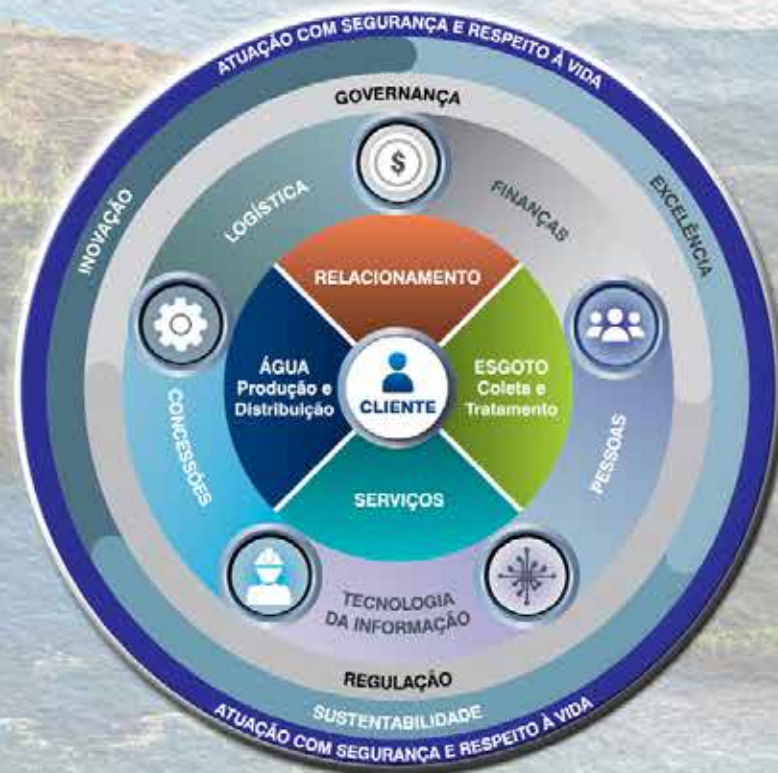 ATUAÇÃO COM SEGURANÇA E RESPEITO À VIDA
GOVERNANÇA
INOVAÇÃO
EXCELÊNCIA
LOGÍSTICA
$
FINANÇAS
RELACIONAMENTO
ÁGUA
Produção e
Distribuição
CLIENTE
ESGOTO
Coleta e
Tratamento
CONCESSÕES
PESSOAS
SERVIÇOS
TECNOLOGIA
DA INFORMAÇÃO
REGULAÇÃO
SUSTENTABILIDADE
ATUAÇÃO COM SEGURANÇA E RESPEITO À VIDA